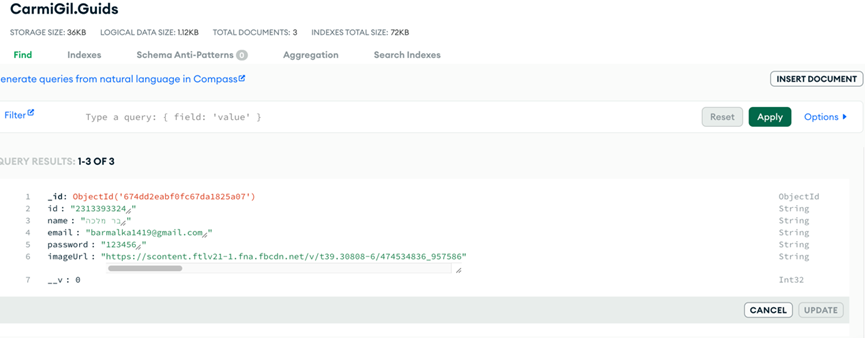 CarmiGil.Guids
STORAGE SIZE: 36KB LOGICAL DATA SIZE: 1.12KB TOTAL DOCUMENTS: 3 INDEXES TOTAL SIZE: 72KB
Find Indexes Schema Anti-Patterns 0 Aggregation Search Indexes
enerate queries from natural language in Compass
INSERT DOCUMENT
Filter Type a query: { field: 'value' } Reset Apply Options
QUERY RESULTS: 1-3 OF 3
1 _id: ObjectId('674dd2eabf0fc67da1825a07') ObjectId
2 id : "2313393324" String
3 name : "בר מלכה" String
4 email : "barmalka1419@gmail.com" String
5 password : "123456" String
6 imageUrl : "https://scontent.ftlv21-1.fna.fbcdn.net/v/t39.30808-6/474534836_957586" String
7 __v : 0 Int32
CANCEL UPDATE